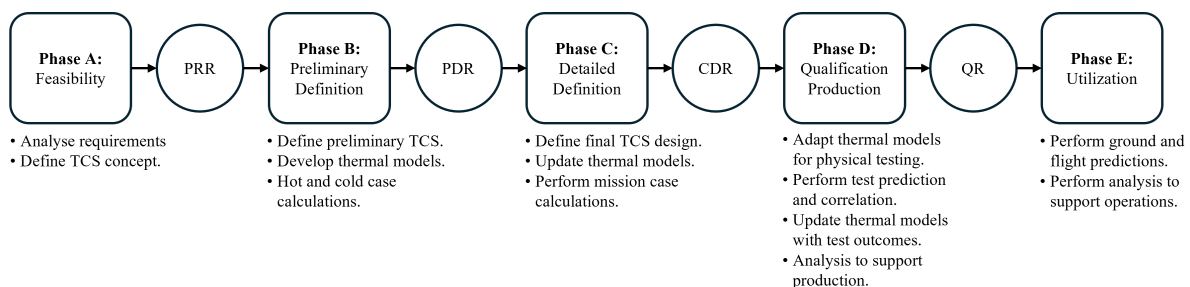 Phase A:
Feasibility
PRR
Phase B:
Preliminary
Definition
PDR
Phase C:
Detailed
Definition
CDR
Phase D:
Qualification
Production
QR
Phase E:
Utilization
• Analyse requirements
• Define TCS concept.
• Define preliminary TCS.
• Develop thermal models.
• Hot and cold case
calculations.
• Define final TCS design.
• Update thermal models.
• Perform mission case
calculations.
• Adapt thermal models
for physical testing.
• Perform test prediction
and correlation.
• Update thermal models
with test outcomes.
• Analysis to support
production.
• Perform ground and
flight predictions.
• Perform analysis to
support operations.